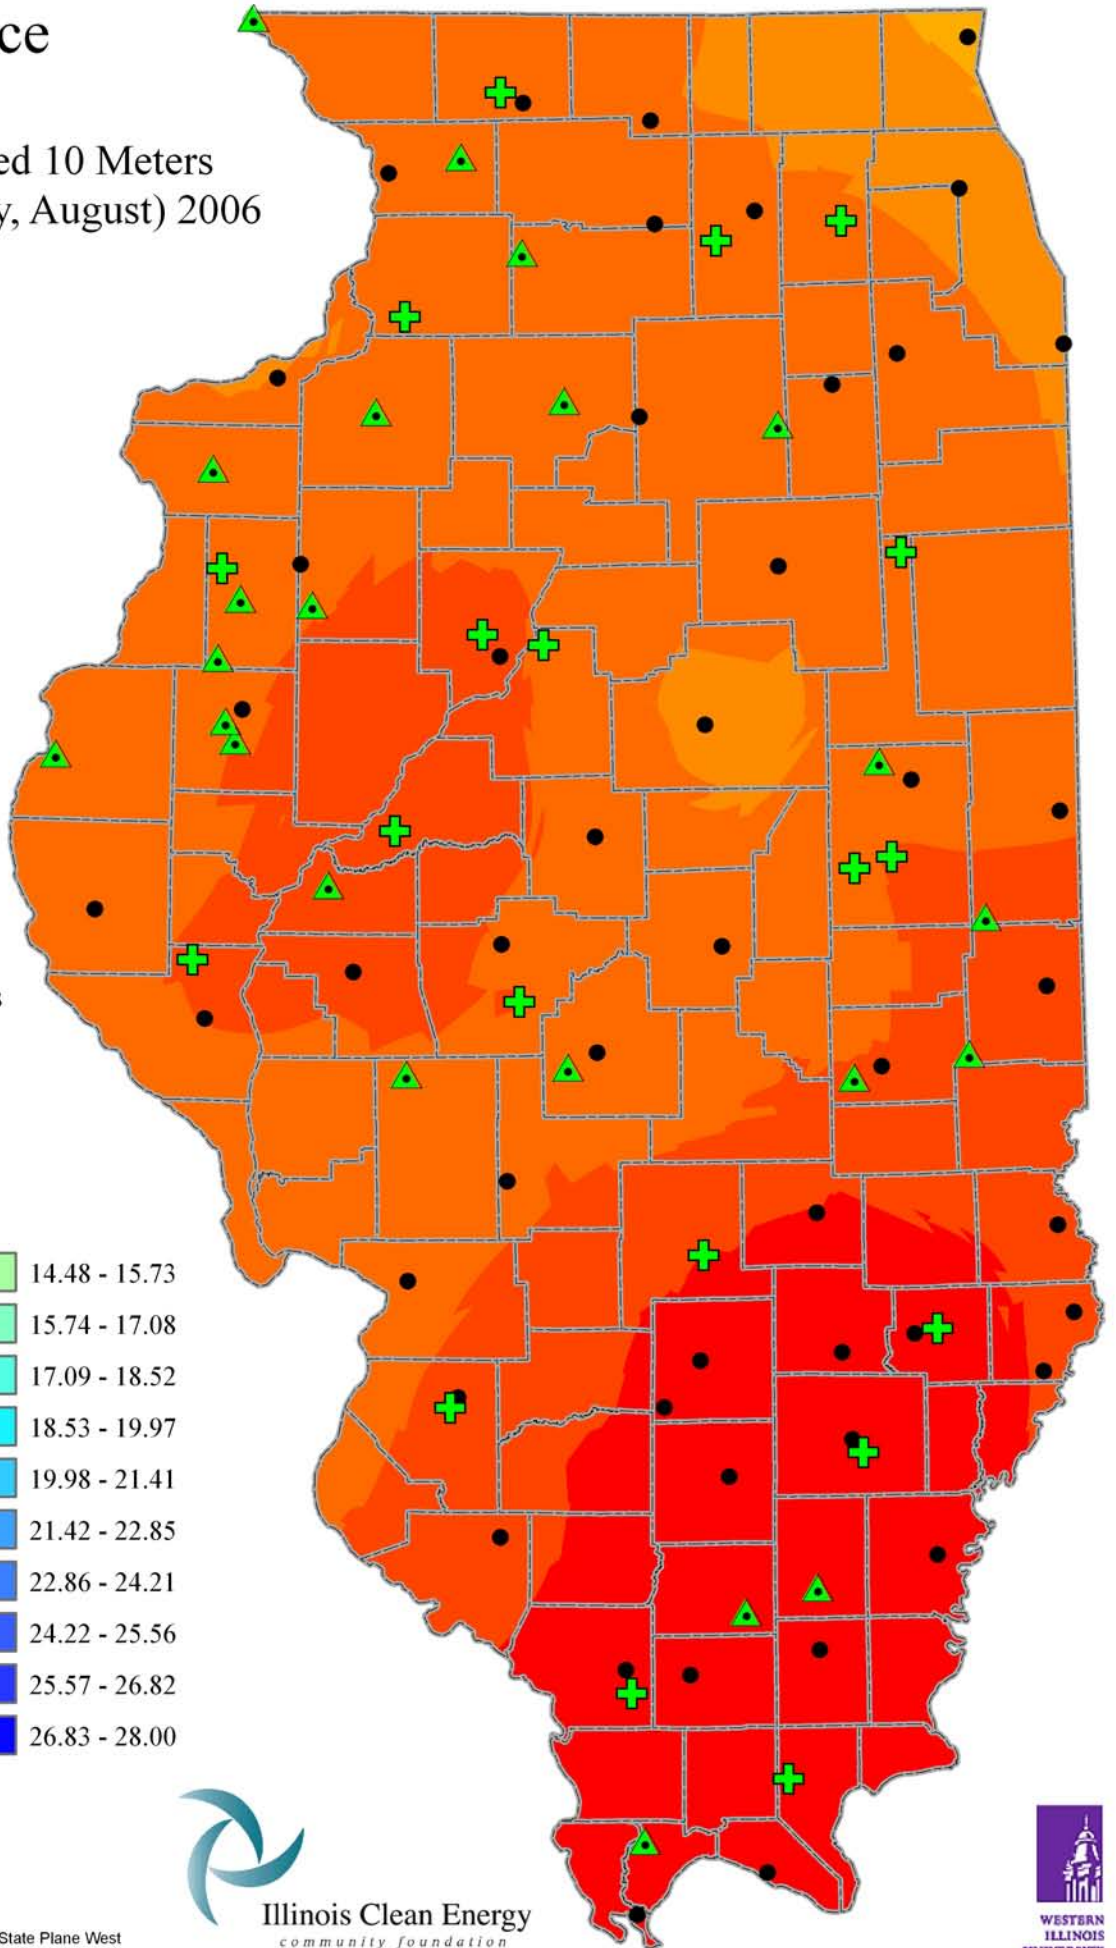 ce
ed 10 Meters
y, August) 2006
s
14.48 - 15.73
15.74 - 17.08
17.09 - 18.52
18.53 - 19.97
19.98 - 21.41
21.42 - 22.85
22.86 - 24.21
24.22 - 25.56
25.57 - 26.82
26.83 - 28.00
Illinois Clean Energy
community foundation
State Plane West
WESTERN
ILLINOIS